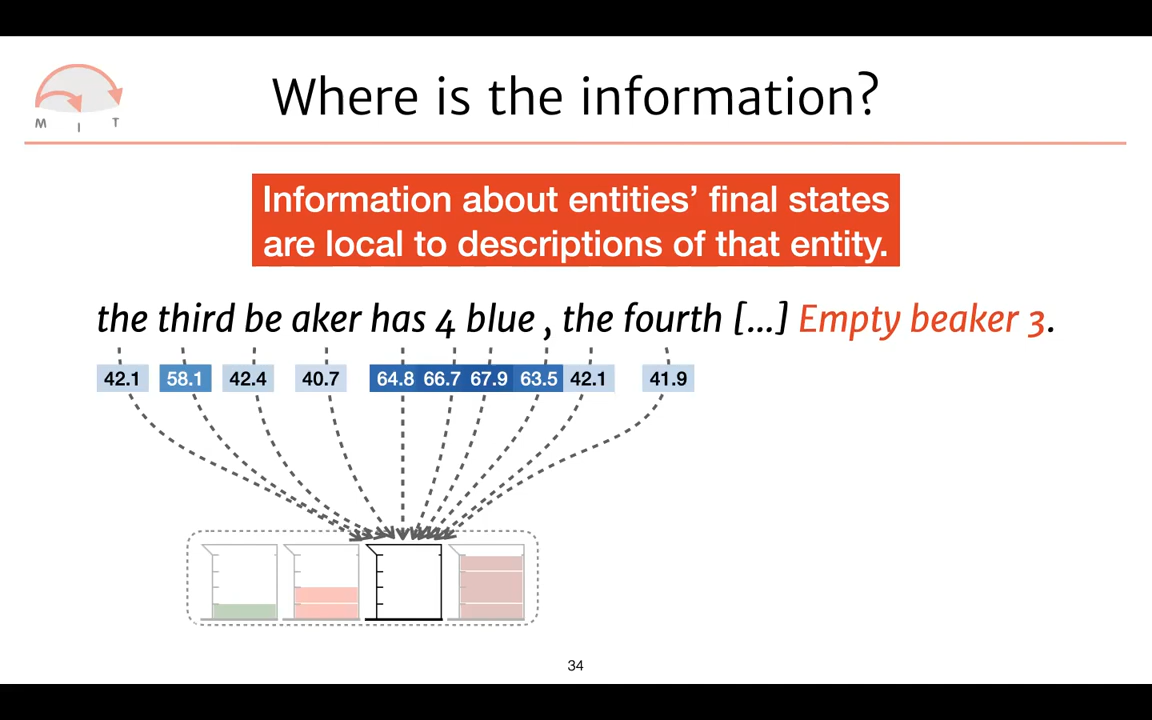 M I T
Where is the information?
Information about entities’ final states
are local to descriptions of that entity.
the third be aker has 4 blue , the fourth [...] Empty beaker 3.
42.1 58.1 42.4 40.7 64.8 66.7 67.9 63.5 42.1 41.9
34